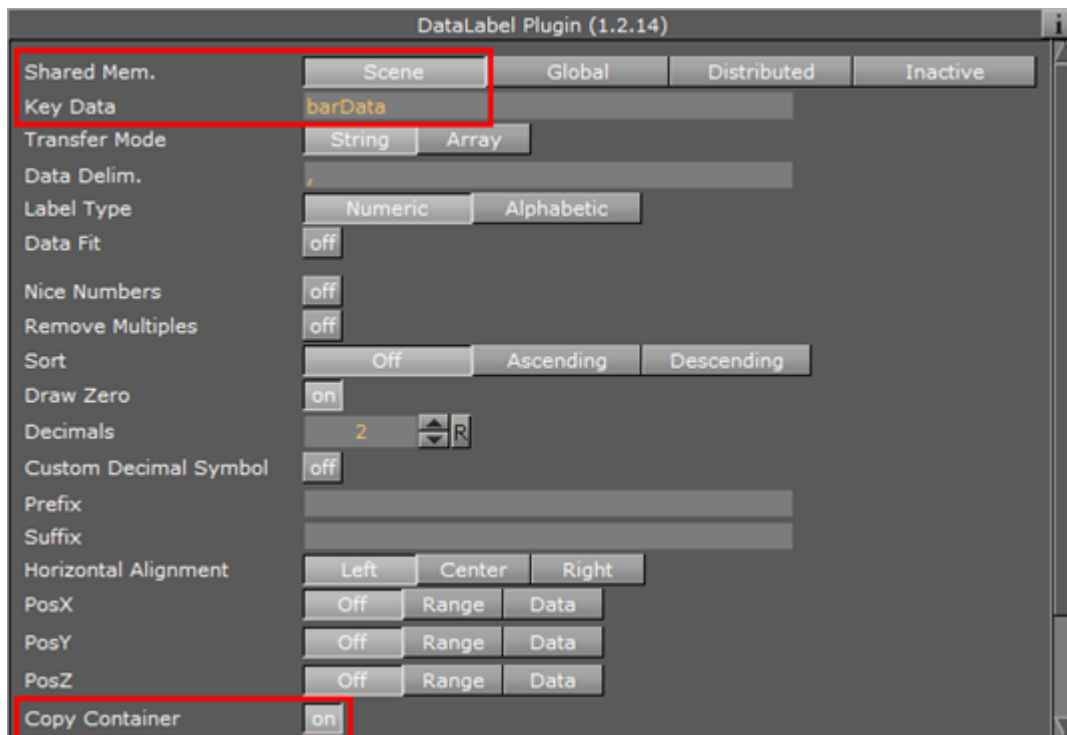 DataLabel Plugin (1.2.14) i
Shared Mem. Scene Global Distributed Inactive
Key Data barData
Transfer Mode String Array
Data Delim. ,
Label Type Numeric Alphabetic
Data Fit off
Nice Numbers off
Remove Multiples off
Sort Off Ascending Descending
Draw Zero on
Decimals 2 R
Custom Decimal Symbol off
Prefix
Suffix
Horizontal Alignment Left Center Right
PosX Off Range Data
PosY Off Range Data
PosZ Off Range Data
Copy Container on